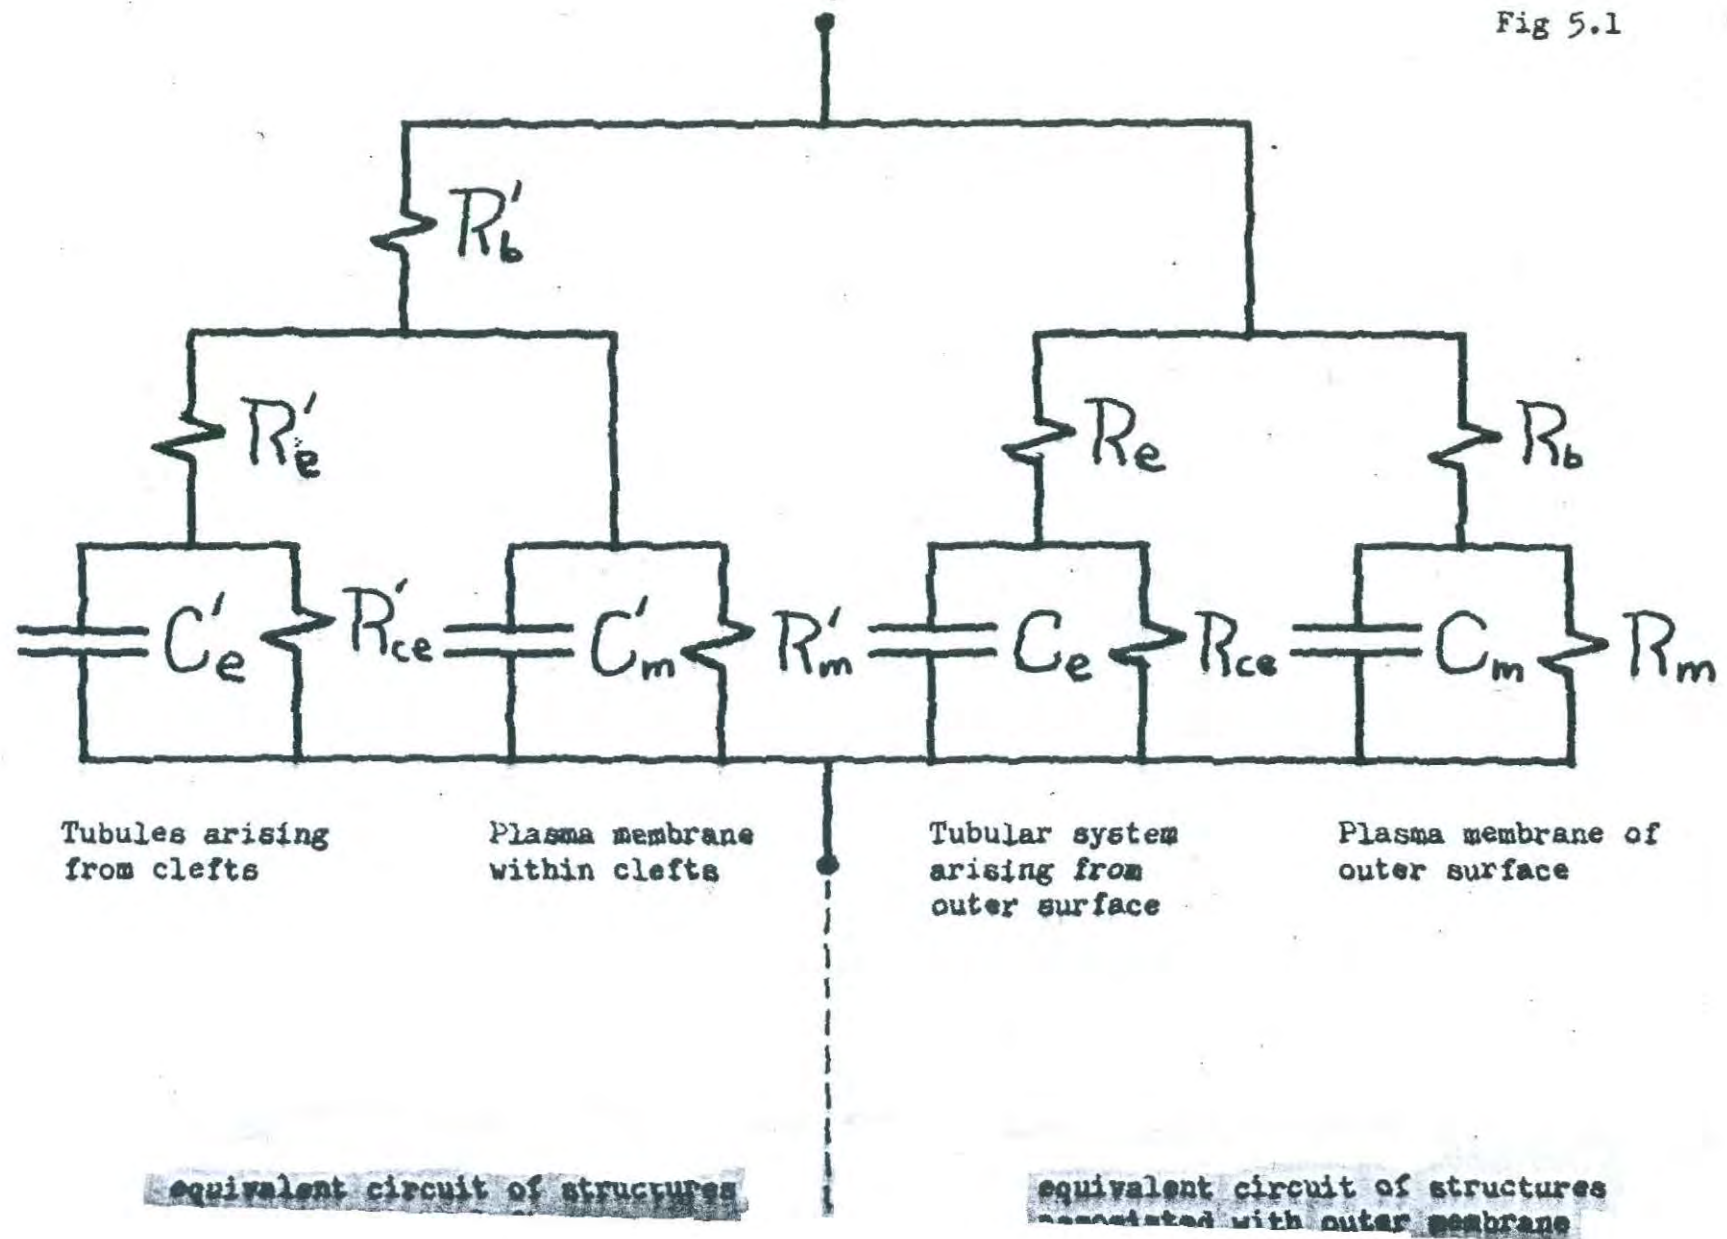 Fig 5.1
R'b
R'e
Re
Rb
C'e
R'ce
C'm
R'm
Ce
Rce
Cm
Rm
Tubules arising
from clefts
Plasma membrane
within clefts
Tubular system
arising from
outer surface
Plasma membrane of
outer surface
equivalent circuit of structures
equivalent circuit of structures
associated with outer membrane